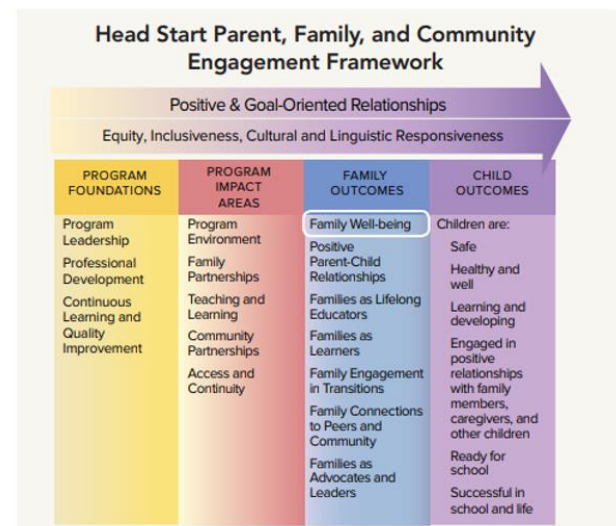 Head Start Parent, Family, and Community
Engagement Framework
Positive & Goal-Oriented Relationships
Equity, Inclusiveness, Cultural and Linguistic Responsiveness
PROGRAM
FOUNDATIONS
Program
Leadership
Professional
Development
Continuous
Learning and
Quality
Improvement
PROGRAM
IMPACT
AREAS
Program
Environment
Family
Partnerships
Teaching and
Learning
Community
Partnerships
Access and
Continuity
FAMILY
OUTCOMES
Family Well-being
Positive
Parent-Child
Relationships
Families as Lifelong
Educators
Families as
Learners
Family Engagement
in Transitions
Family Connections
to Peers and
Community
Families as
Advocates and
Leaders
CHILD
OUTCOMES
Children are:
Safe
Healthy and
well
Learning and
developing
Engaged in
positive
relationships
with family
members,
caregivers, and
other children
Ready for
school
Successful in
school and life